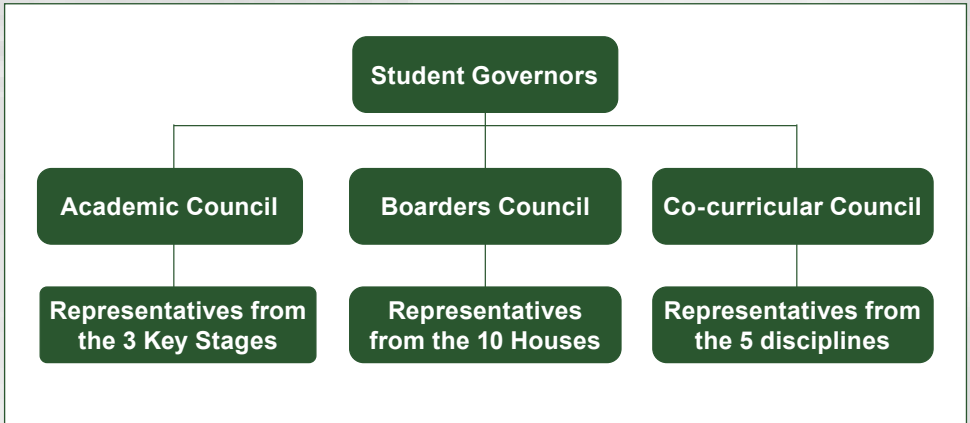 Student Governors
Academic Council
Boarders Council
Co-curricular Council
Representatives from
the 3 Key Stages
Representatives
from the 10 Houses
Representatives from
the 5 disciplines